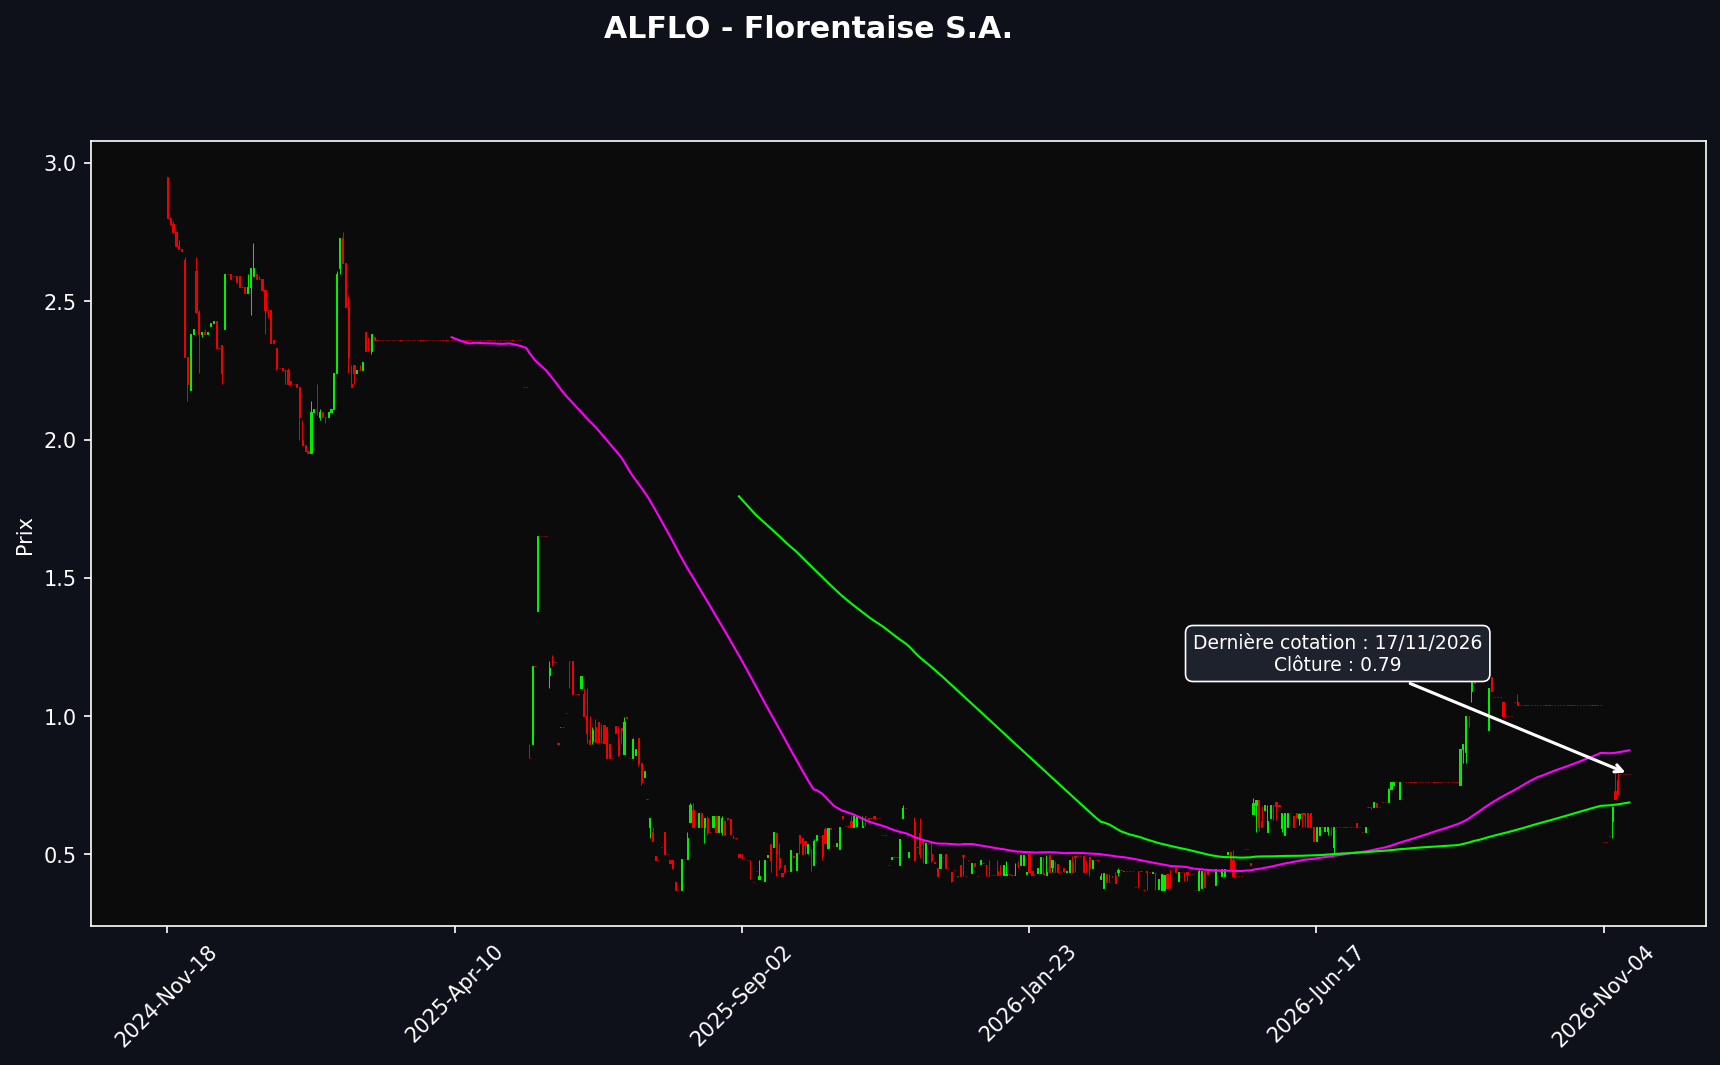 ALFLO - Florentaise S.A.
3.0
2.5
2.0
1.5
1.0
0.5
Prix
Dernière cotation : 17/11/2026
Clôture : 0.79
2024-Nov-18
2025-Apr-10
2025-Sep-02
2026-Jan-23
2026-Jun-17
2026-Nov-04